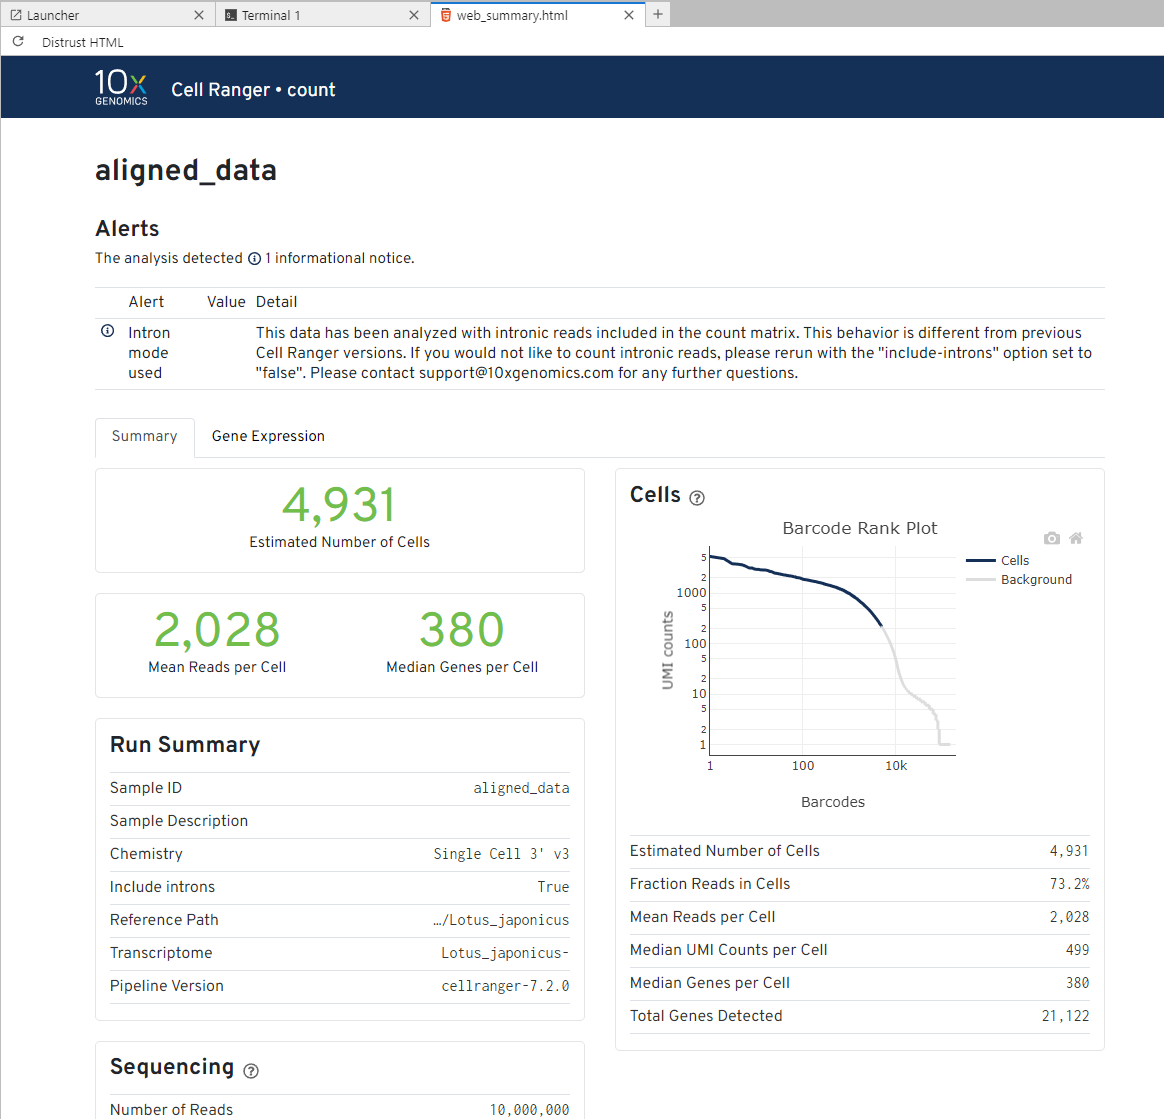 Launcher
Terminal 1
web_summary.html
Distrust HTML
10x GENOMICS
Cell Ranger • count
aligned_data
Alerts
The analysis detected 1 informational notice.
Alert Value Detail
Intron mode used
This data has been analyzed with intronic reads included in the count matrix. This behavior is different from previous
Cell Ranger versions. If you would not like to count intronic reads, please rerun with the "include-introns" option set to
"false". Please contact support@10xgenomics.com for any further questions.
Summary
Gene Expression
4,931
Estimated Number of Cells
2,028
Mean Reads per Cell
380
Median Genes per Cell
Run Summary
Sample ID aligned_data
Sample Description
Chemistry Single Cell 3' v3
Include introns True
Reference Path …/Lotus_japonicus
Transcriptome Lotus_japonicus-
Pipeline Version cellranger-7.2.0
Sequencing ?
Number of Reads 10,000,000
Cells ?
Barcode Rank Plot
Cells
Background
UMI counts
5
2
1000
5
2
100
5
2
10
5
2
1
1 100 10k
Barcodes
Estimated Number of Cells 4,931
Fraction Reads in Cells 73.2%
Mean Reads per Cell 2,028
Median UMI Counts per Cell 499
Median Genes per Cell 380
Total Genes Detected 21,122